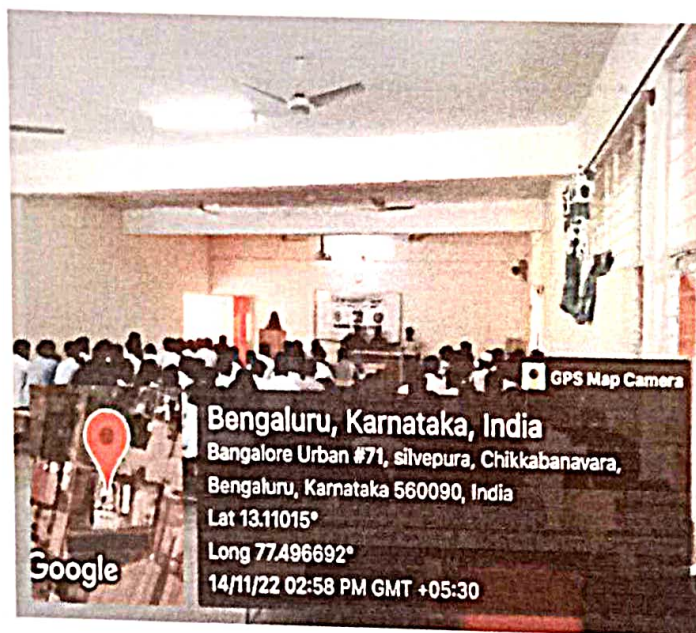 GPS Map Camera
Bengaluru, Karnataka, India
Bangalore Urban #71, silvepura, Chikkabanavara,
Bengaluru, Karnataka 560090, India
Lat 13.11015°
Long 77.496692°
14/11/22 02:58 PM GMT +05:30
Google